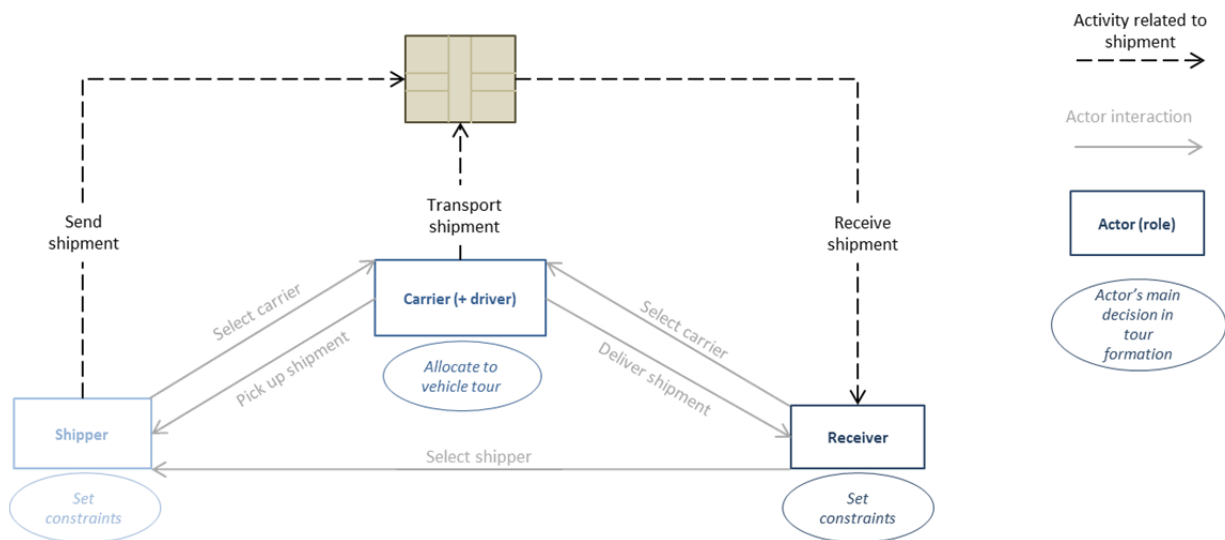 Activity related to
shipment
Actor interaction
Send
shipment
Transport
shipment
Receive
shipment
Actor (role)
Carrier (+ driver)
Select carrier
Pick up shipment
Select carrier
Deliver shipment
Actor's main
decision in
tour
formation
Allocate to
vehicle tour
Shipper
Receiver
Select shipper
Set
constraints
Set
constraints